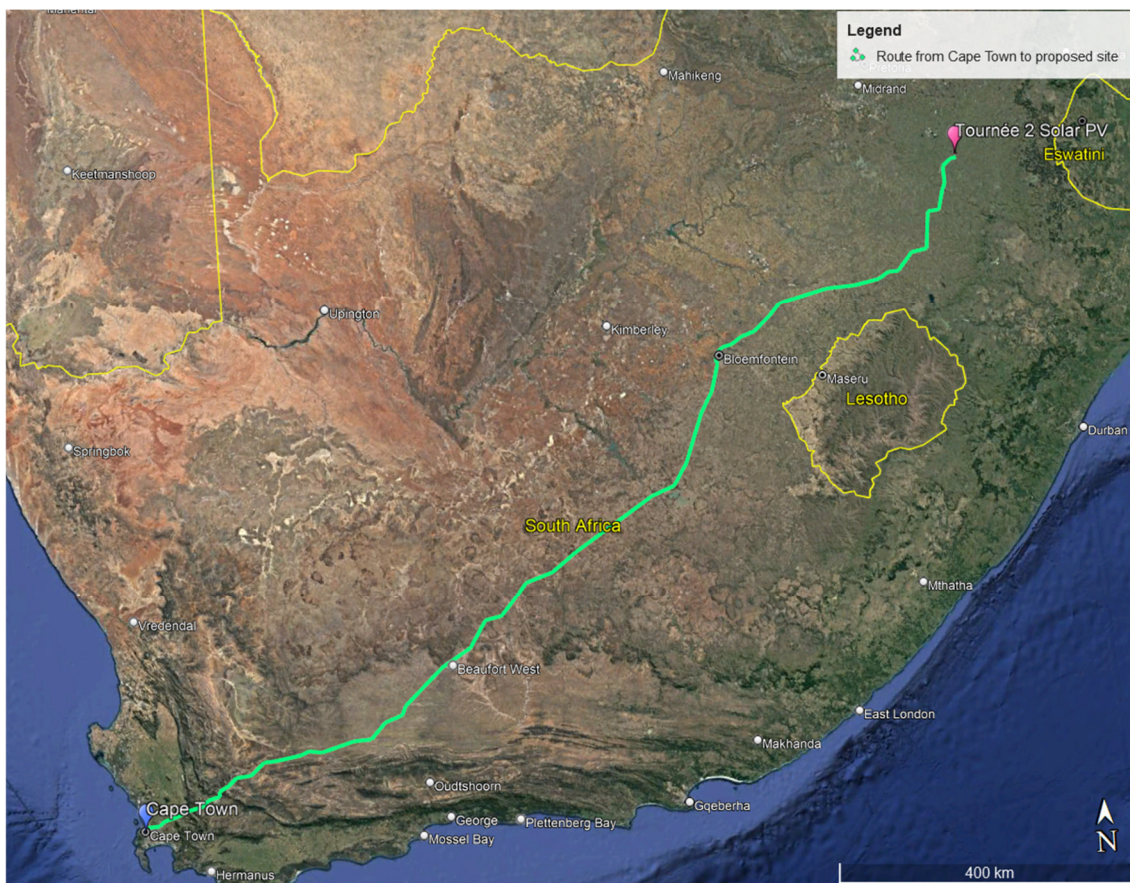 Legend
Route from Cape Town to proposed site
Mahikeng
Midrand
Tournée 2 Solar PV
Eswatini
Keetmanshoop
Upington
Kimberley
Bloemfontein
Maseru
Lesotho
Durban
Springbok
South Africa
Mthatha
Vredendal
Beaufort West
East London
Makhanda
Oudtshoorn
Gqeberha
Cape Town
Cape Town
George
Plettenberg Bay
Mossel Bay
Hermanus
N
400 km